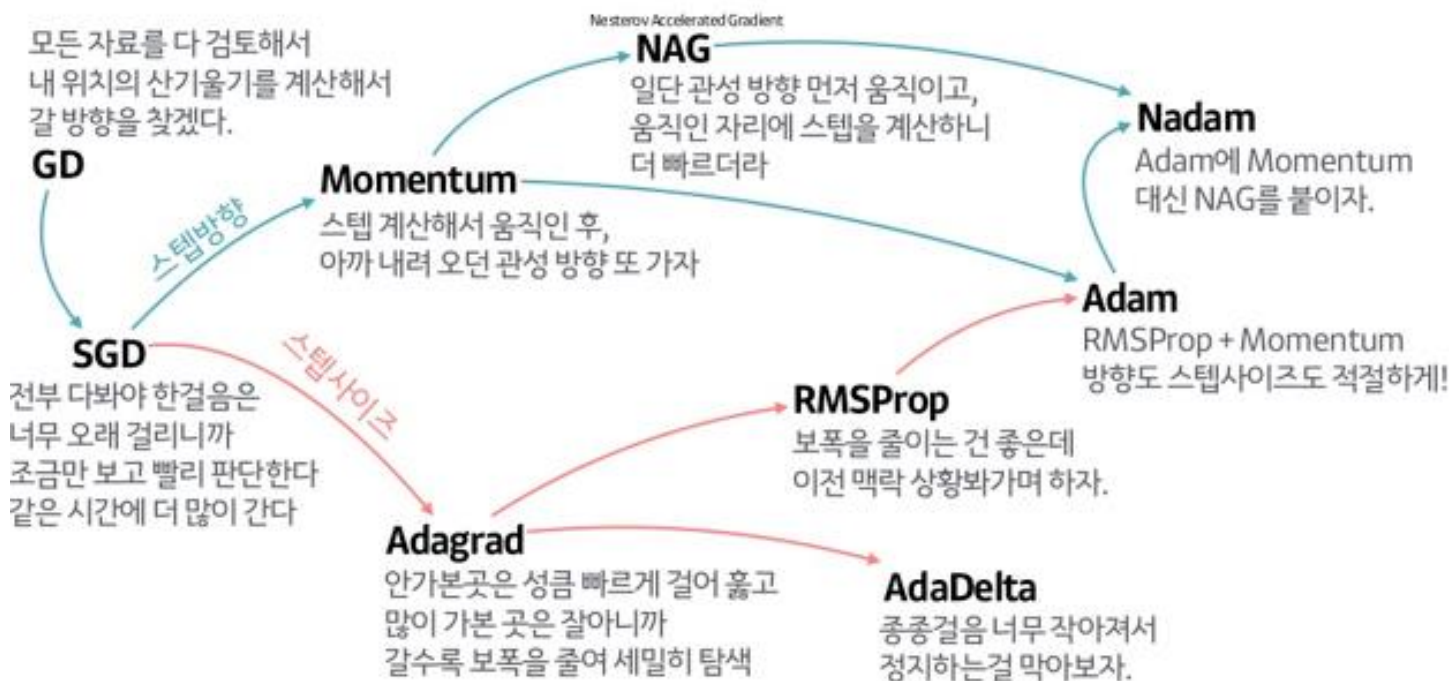 모든 자료를 다 검토해서
내 위치의 산기울기를 계산해서
갈 방향을 찾겠다.
GD
스텝방향
SGD
전부 다봐야 한걸음은
너무 오래 걸리니까
조금만 보고 빨리 판단한다
같은 시간에 더 많이 간다
Momentum
스텝 계산해서 움직인 후,
아까 내려 오던 관성 방향 또 가자
Nesterov Accelerated Gradient
NAG
일단 관성 방향 먼저 움직이고,
움직인 자리에 스텝을 계산하니
더 빠르더라
Nadam
Adam에 Momentum
대신 NAG를 붙이자.
Adam
RMSProp + Momentum
방향도 스텝사이즈도 적절하게!
스텝사이즈
RMSProp
보폭을 줄이는 건 좋은데
이전 맥락 상황봐가며 하자.
Adagrad
안가본곳은 성큼 빠르게 걸어 훑고
많이 가본 곳은 잘아니까
갈수록 보폭을 줄여 세밀히 탐색
AdaDelta
종종걸음 너무 작아져서
정지하는걸 막아보자.